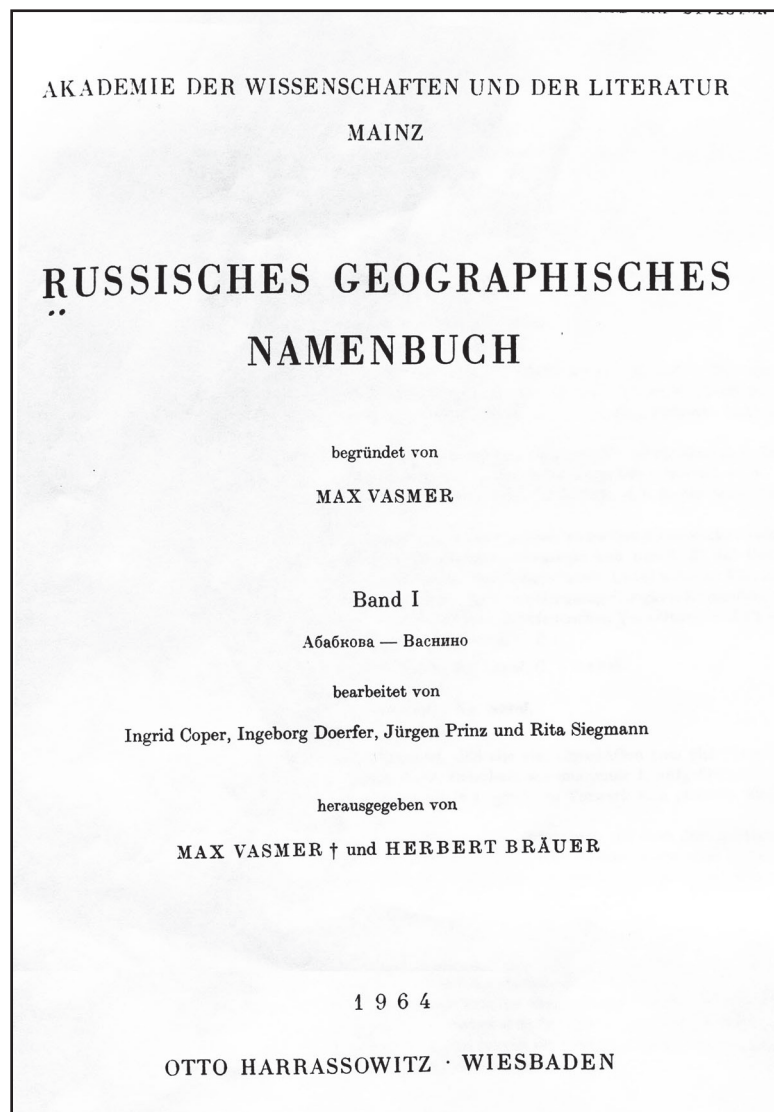 AKADEMIE DER WISSENSCHAFTEN UND DER LITERATUR
MAINZ
RUSSISCHES GEOGRAPHISCHES
NAMENBUCH
begründet von
MAX VASMER
Band I
Абабкова — Васнино
bearbeitet von
Ingrid Coper, Ingeborg Doerfer, Jürgen Prinz und Rita Siegmann
herausgegeben von
MAX VASMER † und HERBERT BRÄUER
1964
OTTO HARRASSOWITZ · WIESBADEN